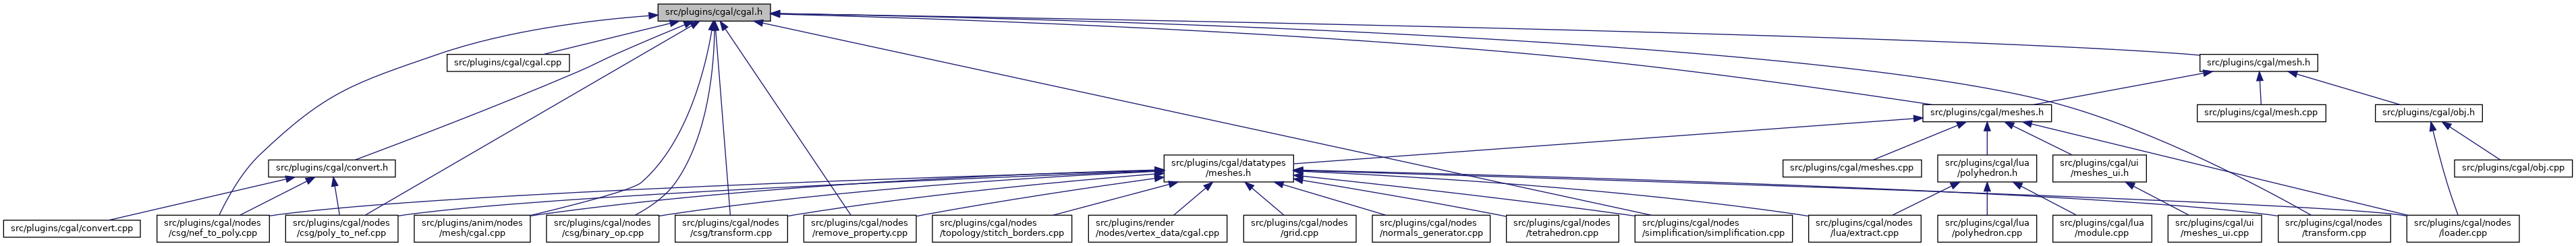 src/plugins/cgal/cgal.h
src/plugins/cgal/cgal.cpp
src/plugins/cgal/mesh.h
src/plugins/cgal/meshes.h
src/plugins/cgal/mesh.cpp
src/plugins/cgal/obj.h
src/plugins/cgal/convert.h
src/plugins/cgal/datatypes
/meshes.h
src/plugins/cgal/meshes.cpp
src/plugins/cgal/lua
/polyhedron.h
src/plugins/cgal/ui
/meshes_ui.h
src/plugins/cgal/obj.cpp
src/plugins/cgal/convert.cpp
src/plugins/cgal/nodes
/csg/nef_to_poly.cpp
src/plugins/cgal/nodes
/csg/poly_to_nef.cpp
src/plugins/anim/nodes
/mesh/cgal.cpp
src/plugins/cgal/nodes
/csg/binary_op.cpp
src/plugins/cgal/nodes
/csg/transform.cpp
src/plugins/cgal/nodes
/remove_property.cpp
src/plugins/cgal/nodes
/topology/stitch_borders.cpp
src/plugins/render
/nodes/vertex_data/cgal.cpp
src/plugins/cgal/nodes
/grid.cpp
src/plugins/cgal/nodes
/normals_generator.cpp
src/plugins/cgal/nodes
/tetrahedron.cpp
src/plugins/cgal/nodes
/simplification/simplification.cpp
src/plugins/cgal/nodes
/lua/extract.cpp
src/plugins/cgal/lua
/polyhedron.cpp
src/plugins/cgal/lua
/module.cpp
src/plugins/cgal/ui
/meshes_ui.cpp
src/plugins/cgal/nodes
/transform.cpp
src/plugins/cgal/nodes
/loader.cpp